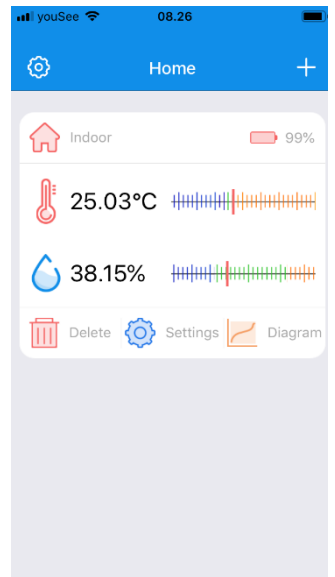 youSee 08.26
Home
Indoor 99%
25.03°C
38.15%
Delete Settings Diagram